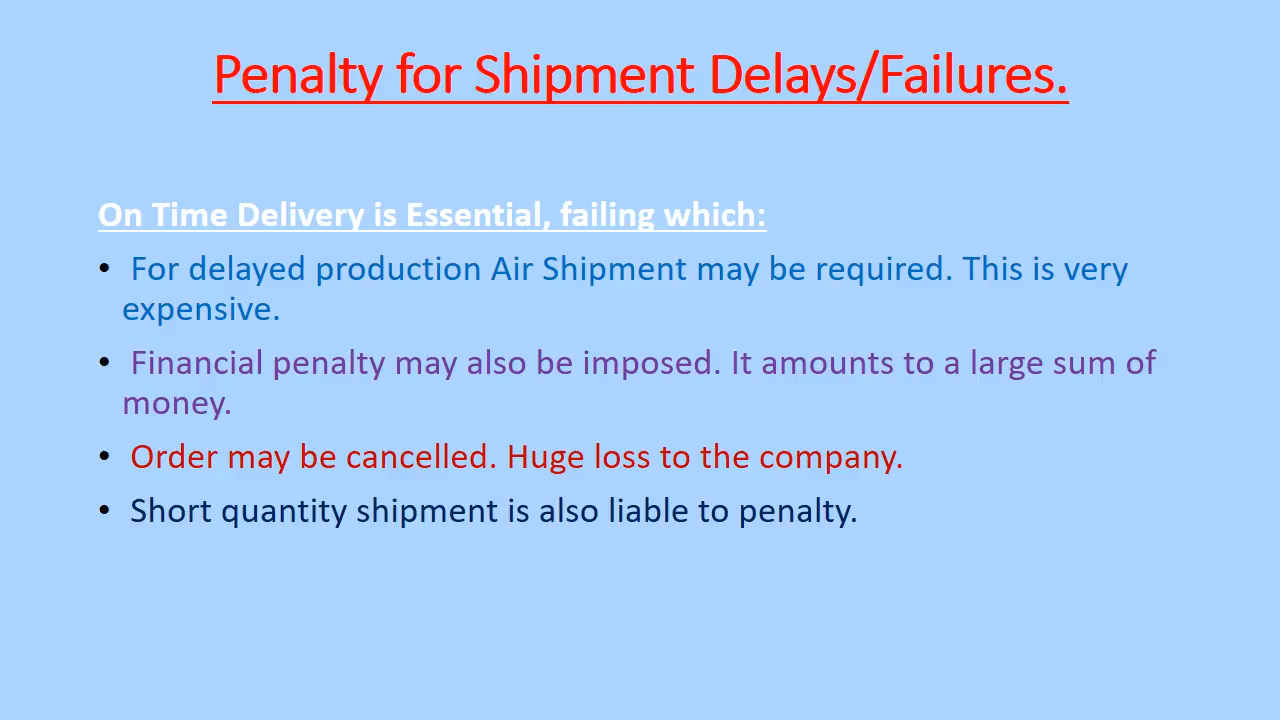 Penalty for Shipment Delays/Failures.
On Time Delivery is Essential, failing which:
• For delayed production Air Shipment may be required. This is very
expensive.
• Financial penalty may also be imposed. It amounts to a large sum of
money.
• Order may be cancelled. Huge loss to the company.
• Short quantity shipment is also liable to penalty.